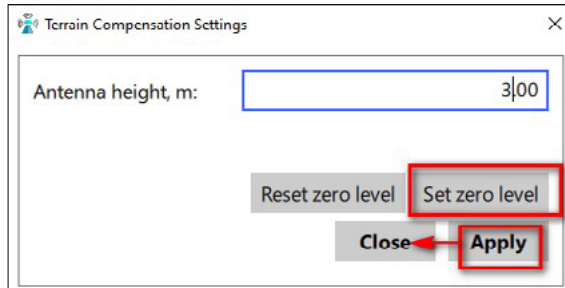 Terrain Compensation Settings
Antenna height, m: 3,00
Reset zero level Set zero level
Close Apply